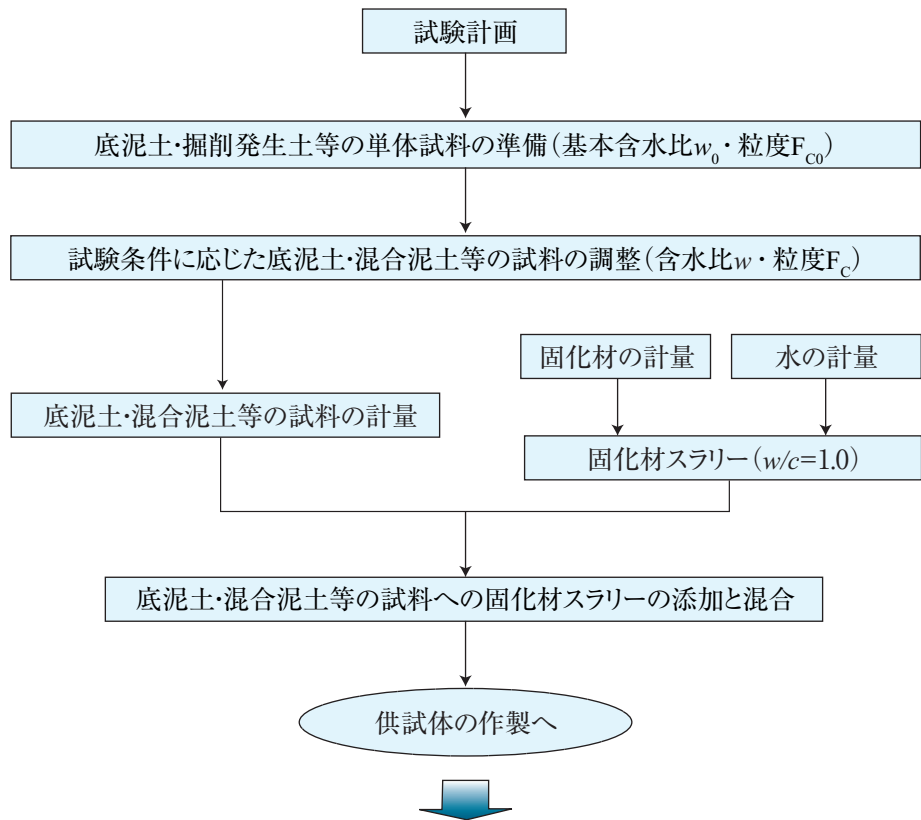 試験計画
底泥土・掘削発生土等の単体試料の準備（基本含水比w0・粒度FC0）
試験条件に応じた底泥土・混合泥土等の試料の調整（含水比w・粒度FC）
固化材の計量
水の計量
底泥土・混合泥土等の試料の計量
固化材スラリー（w/c=1.0）
底泥土・混合泥土等の試料への固化材スラリーの添加と混合
供試体の作製へ